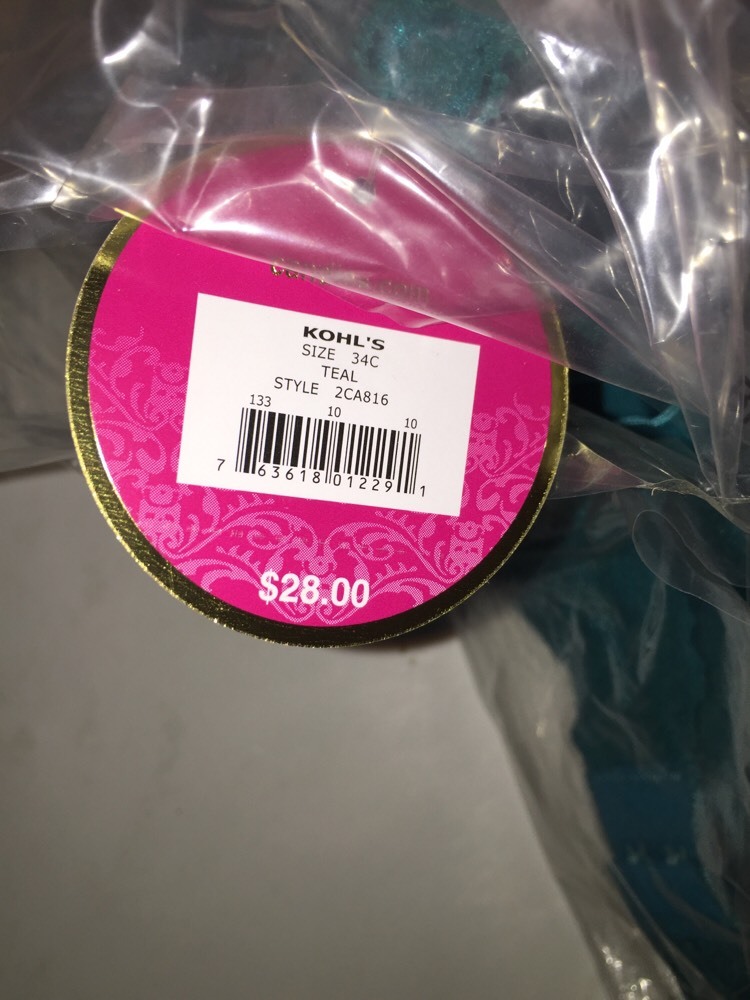 KOHL'S
SIZE 34C
TEAL
STYLE 2CA816
133 10 10
7 63618 01229 1
$28.00